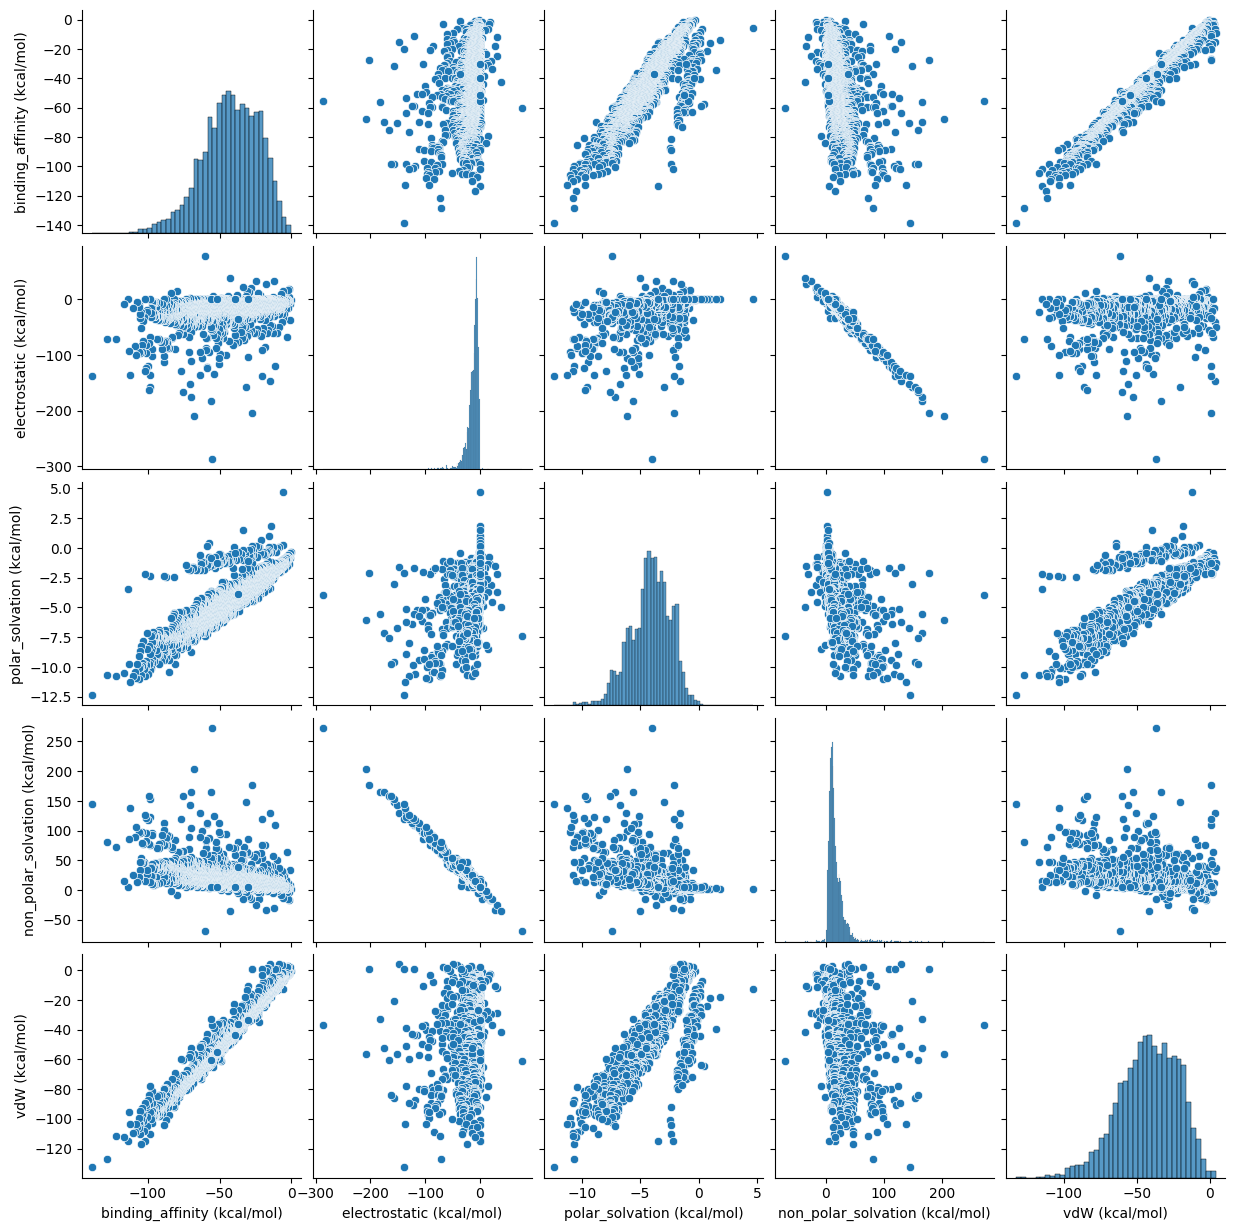 binding_affinity (kcal/mol)
0
−20
−40
−60
−80
−100
−120
−140
electrostatic (kcal/mol)
0
−100
−200
−300
polar_solvation (kcal/mol)
5.0
2.5
0.0
−2.5
−5.0
−7.5
−10.0
−12.5
non_polar_solvation (kcal/mol)
250
200
150
100
50
0
−50
vdW (kcal/mol)
0
−20
−40
−60
−80
−100
−120
−100 −50 0
−300 −200 −100 0
−10 −5 0 5
0 100 200
−100 −50 0
binding_affinity (kcal/mol)
electrostatic (kcal/mol)
polar_solvation (kcal/mol)
non_polar_solvation (kcal/mol)
vdW (kcal/mol)